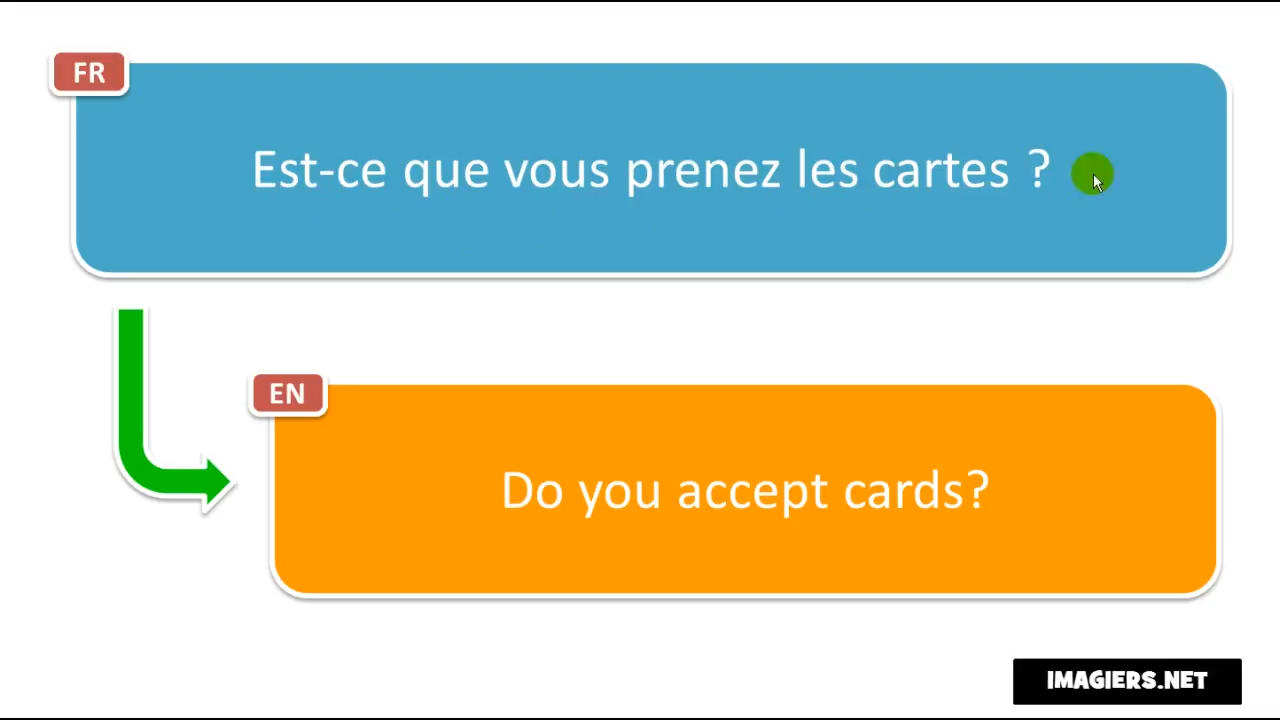 FR
Est-ce que vous prenez les cartes ?
EN
Do you accept cards?
IMAGIERS.NET